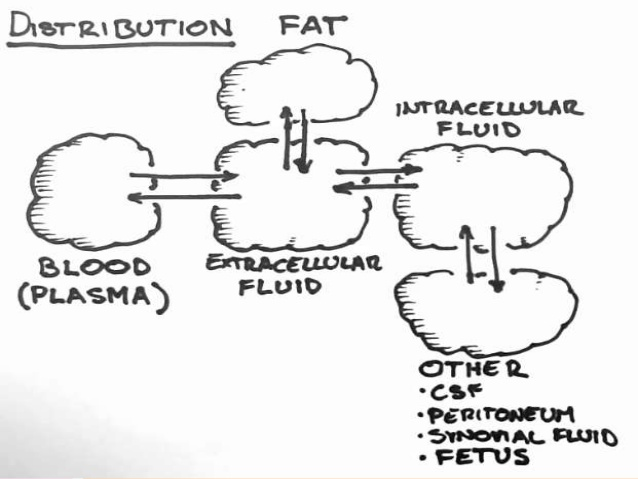 DISTRIBUTION
FAT
INTRACELLULAR
FLUID
BLOOD
(PLASMA)
EXTRACELLULAR
FLUID
OTHER
• CSF
• PERITONEUM
• SYNOVIAL FLUID
• FETUS